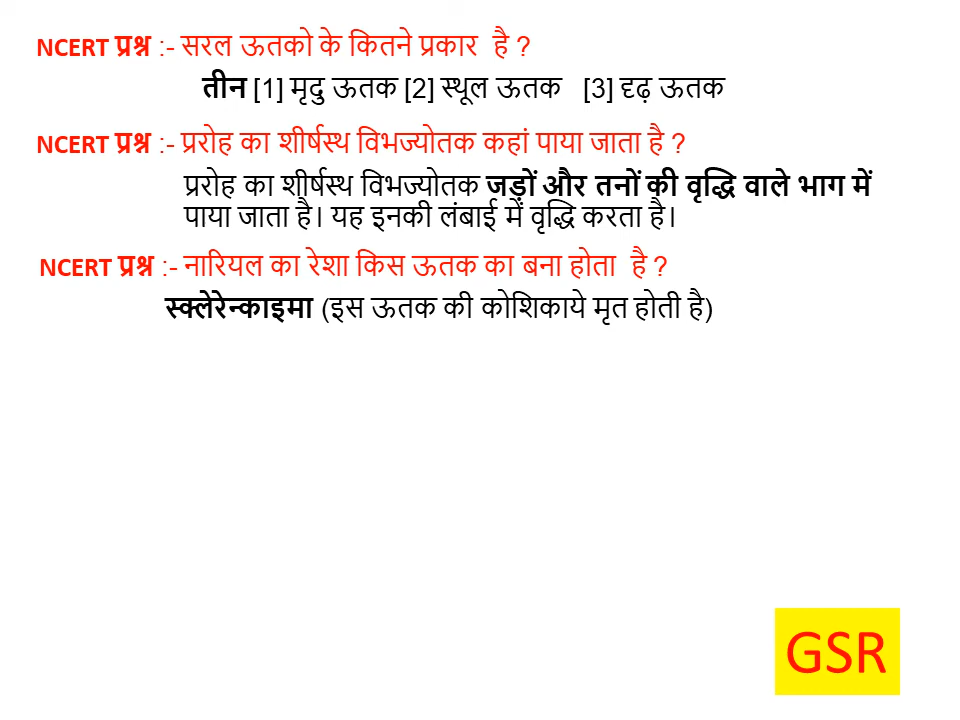 NCERT प्रश्न :- सरल ऊतको के कितने प्रकार है ?
तीन [1] मृदु ऊतक [2] स्थूल ऊतक [3] दृढ़ ऊतक
NCERT प्रश्न :- प्ररोह का शीर्षस्थ विभज्योतक कहां पाया जाता है ?
प्ररोह का शीर्षस्थ विभज्योतक जड़ों और तनों की वृद्धि वाले भाग में
पाया जाता है। यह इनकी लंबाई में वृद्धि करता है।
NCERT प्रश्न :- नारियल का रेशा किस ऊतक का बना होता है ?
स्क्लेरेन्काइमा (इस ऊतक की कोशिकाये मृत होती है)
GSR